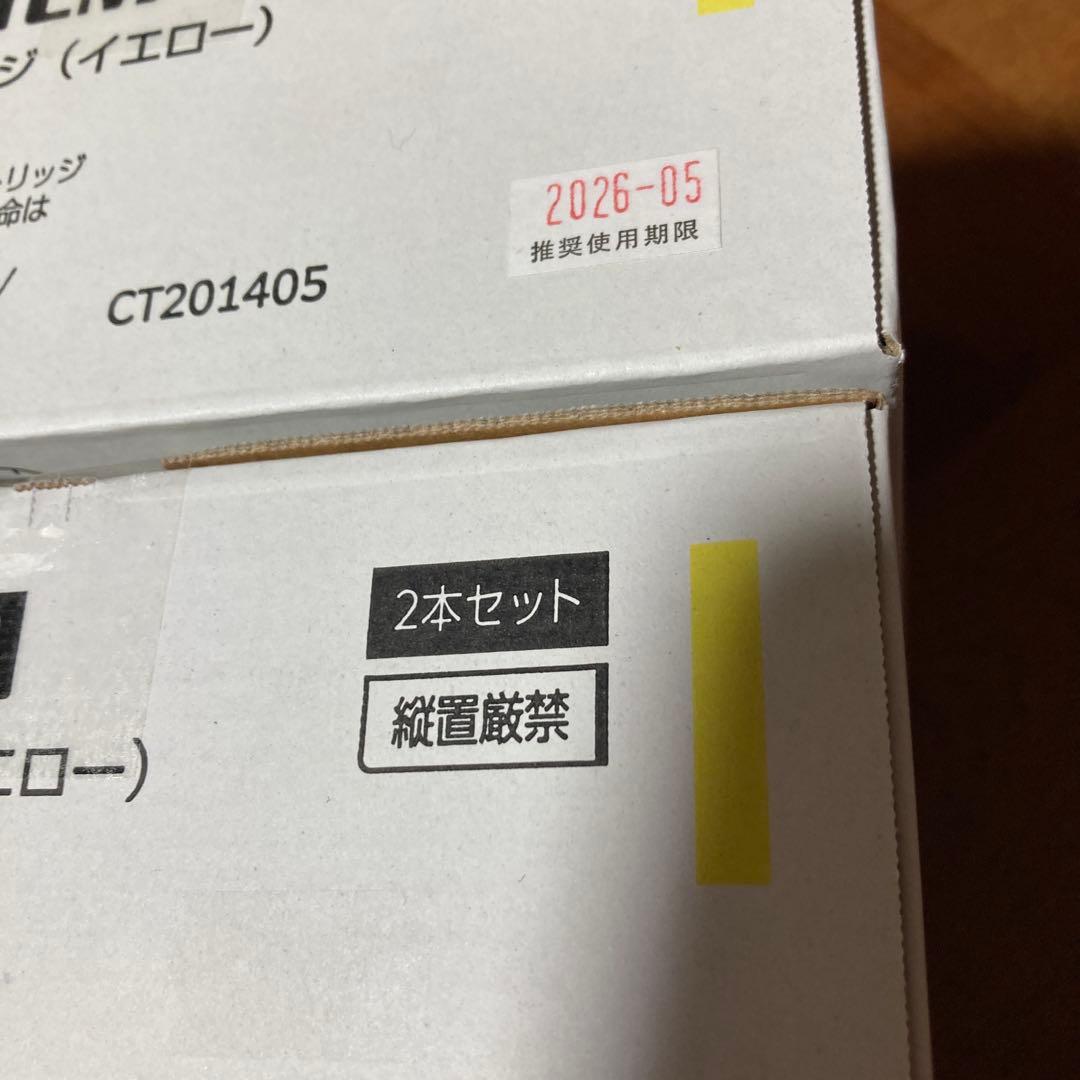 ジ（イエロー）
リッジ
命は
2026-05
推奨使用期限
CT201405
2本セット
縦置厳禁
エロー）